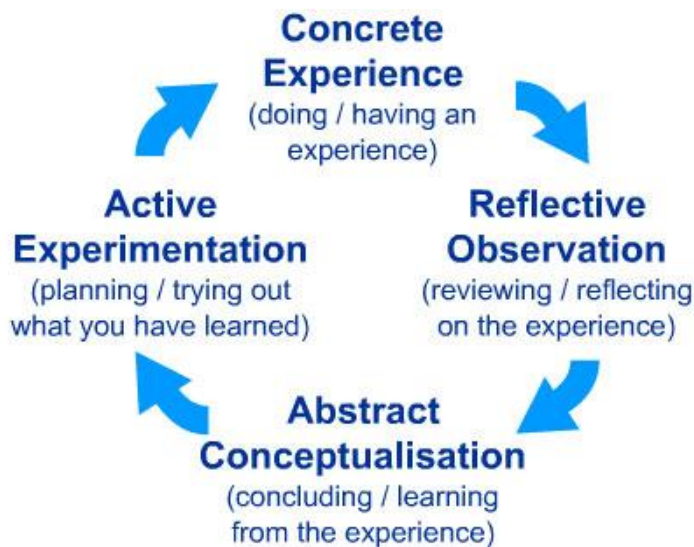 Concrete
Experience
(doing / having an
experience)
Reflective
Observation
(reviewing / reflecting
on the experience)
Abstract
Conceptualisation
(concluding / learning
from the experience)
Active
Experimentation
(planning / trying out
what you have learned)